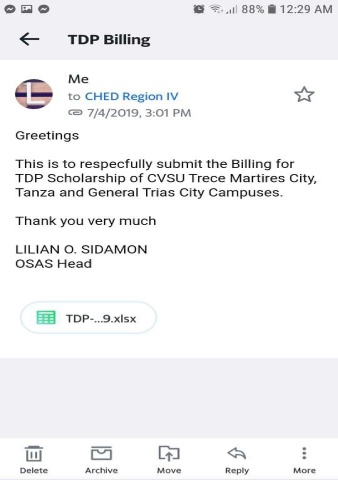 88% 12:29 AM
TDP Billing
L
Me
to CHED Region IV
7/4/2019, 3:01 PM
Greetings
This is to respecfully submit the Billing for
TDP Scholarship of CVSU Trece Martires City,
Tanza and General Trias City Campuses.
Thank you very much
LILIAN O. SIDAMON
OSAS Head
TDP-...9.xlsx
Delete Archive Move Reply More